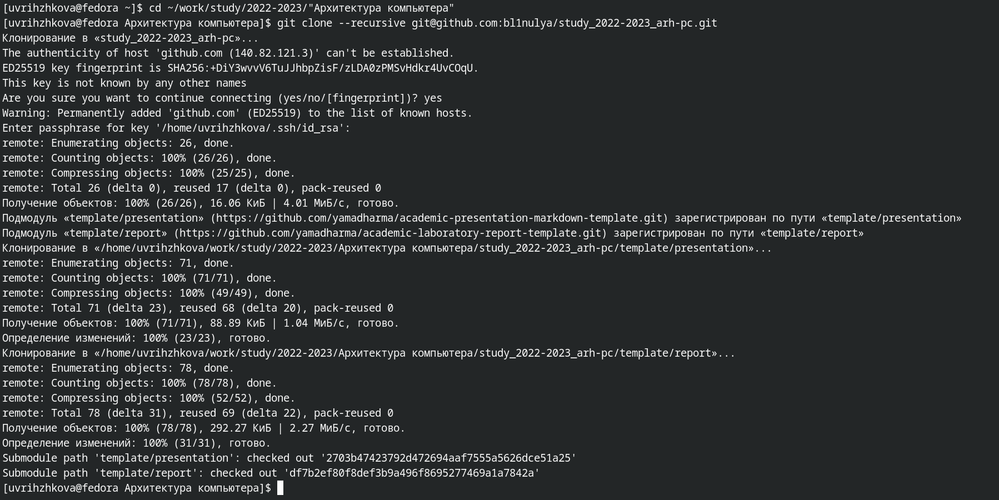 [uvrihzhkova@fedora ~]$ cd ~/work/study/2022-2023/"Архитектура компьютера"
[uvrihzhkova@fedora Архитектура компьютера]$ git clone --recursive git@github.com:bl1nulya/study_2022-2023_arh-pc.git
Клонирование в «study_2022-2023_arh-pc»...
The authenticity of host 'github.com (140.82.121.3)' can't be established.
ED25519 key fingerprint is SHA256:+DiY3wvvV6TuJJhbpZisF/zLDA0zPMSvHdkr4UvCOqU.
This key is not known by any other names
Are you sure you want to continue connecting (yes/no/[fingerprint])? yes
Warning: Permanently added 'github.com' (ED25519) to the list of known hosts.
Enter passphrase for key '/home/uvrihzhkova/.ssh/id_rsa':
remote: Enumerating objects: 26, done.
remote: Counting objects: 100% (26/26), done.
remote: Compressing objects: 100% (25/25), done.
remote: Total 26 (delta 0), reused 17 (delta 0), pack-reused 0
Получение объектов: 100% (26/26), 16.06 КиБ | 4.01 МиБ/с, готово.
Подмодуль «template/presentation» (https://github.com/yamadharma/academic-presentation-markdown-template.git) зарегистрирован по пути «template/presentation»
Подмодуль «template/report» (https://github.com/yamadharma/academic-laboratory-report-template.git) зарегистрирован по пути «template/report»
Клонирование в «/home/uvrihzhkova/work/study/2022-2023/Архитектура компьютера/study_2022-2023_arh-pc/template/presentation»...
remote: Enumerating objects: 71, done.
remote: Counting objects: 100% (71/71), done.
remote: Compressing objects: 100% (49/49), done.
remote: Total 71 (delta 23), reused 68 (delta 20), pack-reused 0
Получение объектов: 100% (71/71), 88.89 КиБ | 1.04 МиБ/с, готово.
Определение изменений: 100% (23/23), готово.
Клонирование в «/home/uvrihzhkova/work/study/2022-2023/Архитектура компьютера/study_2022-2023_arh-pc/template/report»...
remote: Enumerating objects: 78, done.
remote: Counting objects: 100% (78/78), done.
remote: Compressing objects: 100% (52/52), done.
remote: Total 78 (delta 31), reused 69 (delta 22), pack-reused 0
Получение объектов: 100% (78/78), 292.27 КиБ | 2.27 МиБ/с, готово.
Определение изменений: 100% (31/31), готово.
Submodule path 'template/presentation': checked out '2703b47423792d472694aaf7555a5626dce51a25'
Submodule path 'template/report': checked out 'df7b2ef80f8def3b9a496f8695277469a1a7842a'
[uvrihzhkova@fedora Архитектура компьютера]$